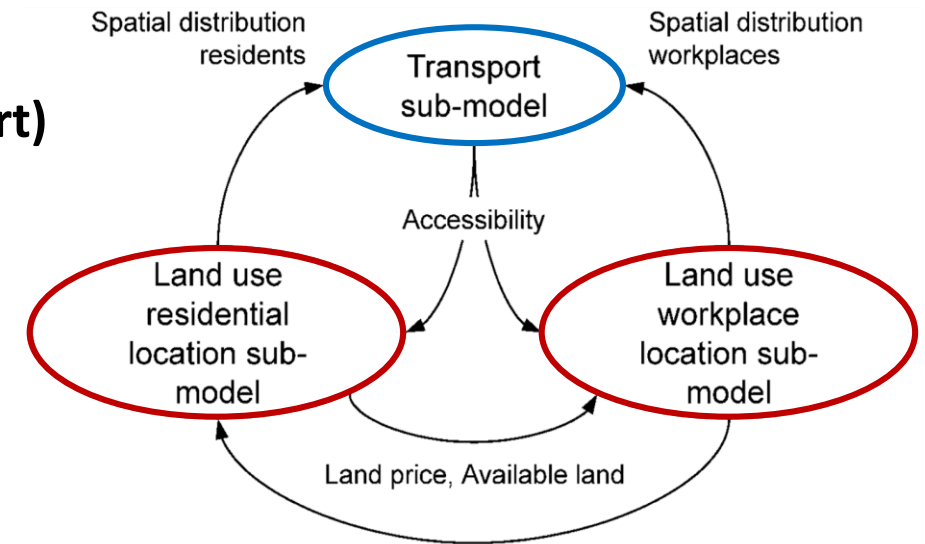 Spatial distribution
residents
Spatial distribution
workplaces
Transport
sub-model
rt)
Accessibility
Land use
residential
location sub-
model
Land use
workplace
location sub-
model
Land price, Available land